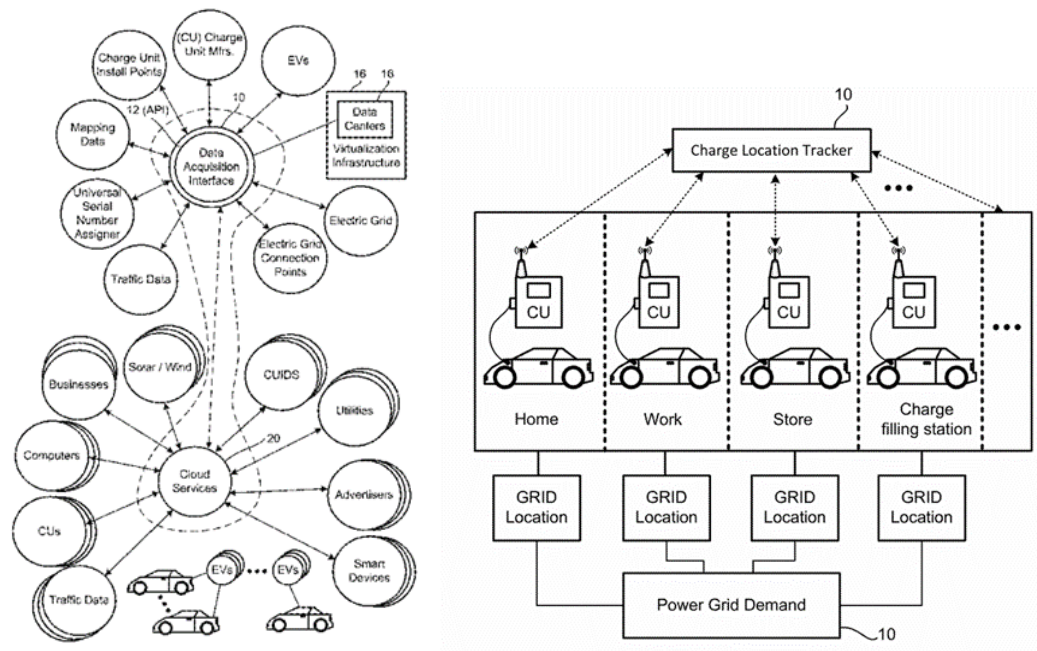 (CU) Charge
Unit Mfrs.
Charge Unit
Install Points
EVs
12 (API)
10
16
18
Data
Centers
Virtualization
Infrastructure
Mapping
Data
Data
Acquisition
Interface
Universal
Serial
Number
Assigner
Electric Grid
Traffic Data
Electric Grid
Connection
Points
Businesses
Solar / Wind
CUIDS
Utilities
20
Computers
Cloud
Services
Advertisers
CUs
Smart
Devices
Traffic Data
EVs
EVs
10
Charge Location Tracker
CU
CU
CU
CU
Home
Work
Store
Charge
filling station
GRID
Location
GRID
Location
GRID
Location
GRID
Location
Power Grid Demand
10